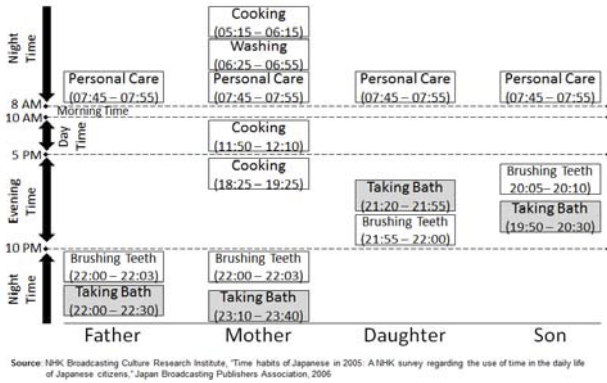 Cooking
(05:15 – 06:15)
Washing
(06:25 – 06:55)
Night
Time
Personal Care
(07:45 – 07:55)
Personal Care
(07:45 – 07:55)
Personal Care
(07:45 – 07:55)
Personal Care
(07:45 – 07:55)
8 AM
Morning Time
10 AM
Day
Time
Cooking
(11:50 – 12:10)
5 PM
Evening
Time
Cooking
(18:25 – 19:25)
Taking Bath
(21:20 – 21:55)
Brushing Teeth
(21:55 – 22:00)
Brushing Teeth
20:05– 20:10)
Taking Bath
(19:50 – 20:30)
10 PM
Night
Time
Brushing Teeth
(22:00 – 22:03)
Taking Bath
(22:00 – 22:30)
Brushing Teeth
(22:00 – 22:03)
Taking Bath
(23:10 – 23:40)
Father
Mother
Daughter
Son
Source: NHK Broadcasting Culture Research Institute, "Time habits of Japanese in 2005: A NHK survey regarding the use of time in the daily life
of Japanese citizens," Japan Broadcasting Publishers Association, 2006